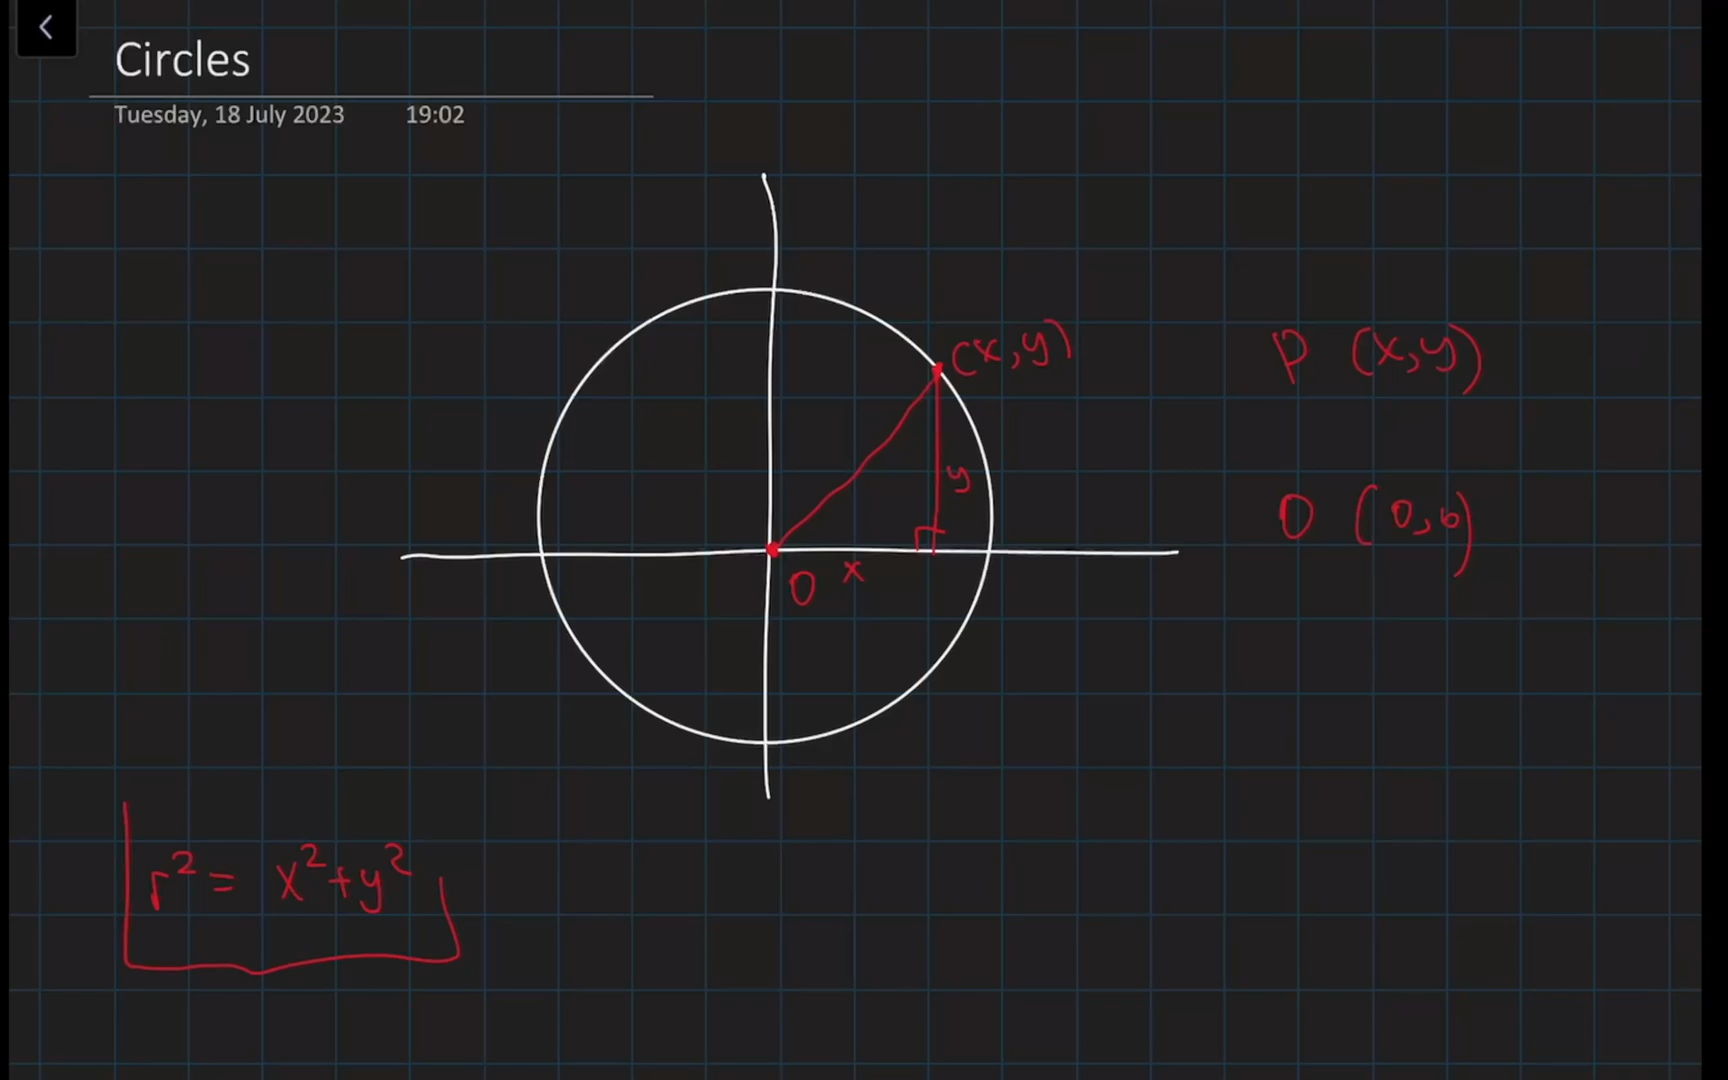 Circles
Tuesday, 18 July 2023 19:02
(x,y)
P (x,y)
y
O (0,0)
O x
r² = x²+y²